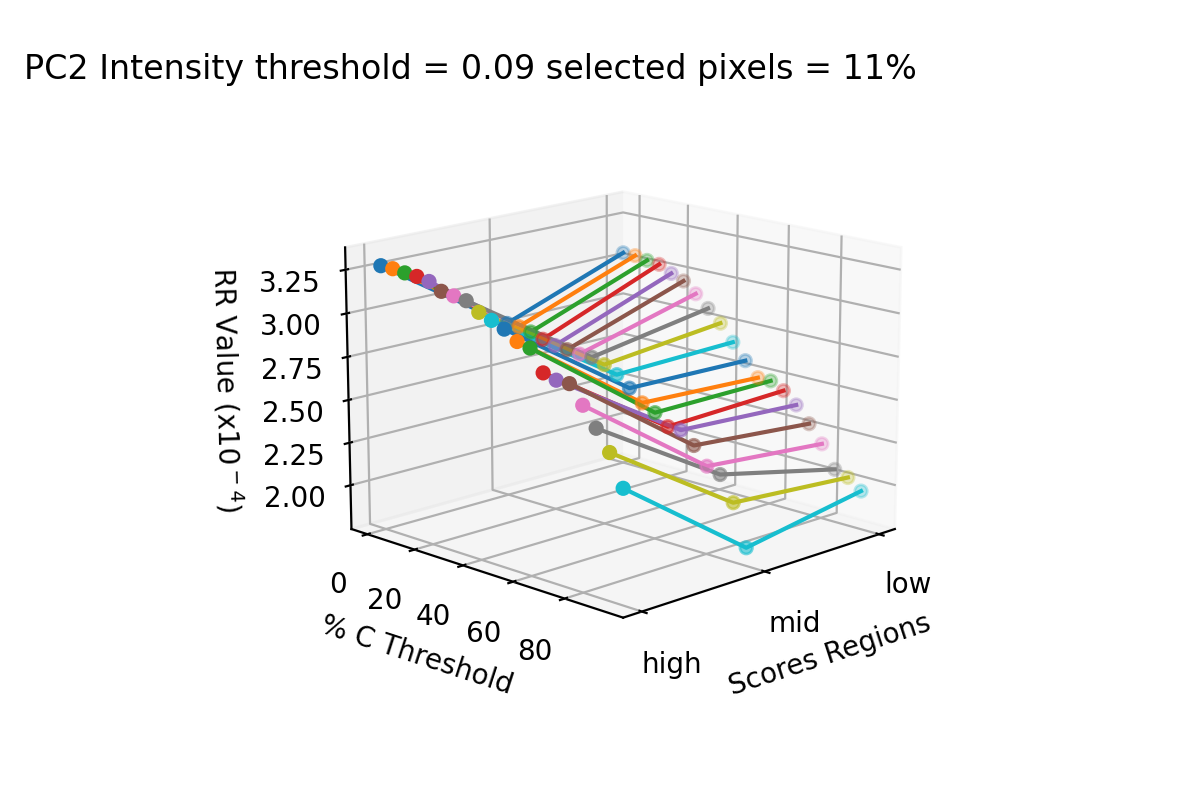 PC2 Intensity threshold = 0.09 selected pixels = 11%
RR Value (x10⁻⁴)
3.25
3.00
2.75
2.50
2.25
2.00
0
20
40
60
80
% C Threshold
high
mid
low
Scores Regions